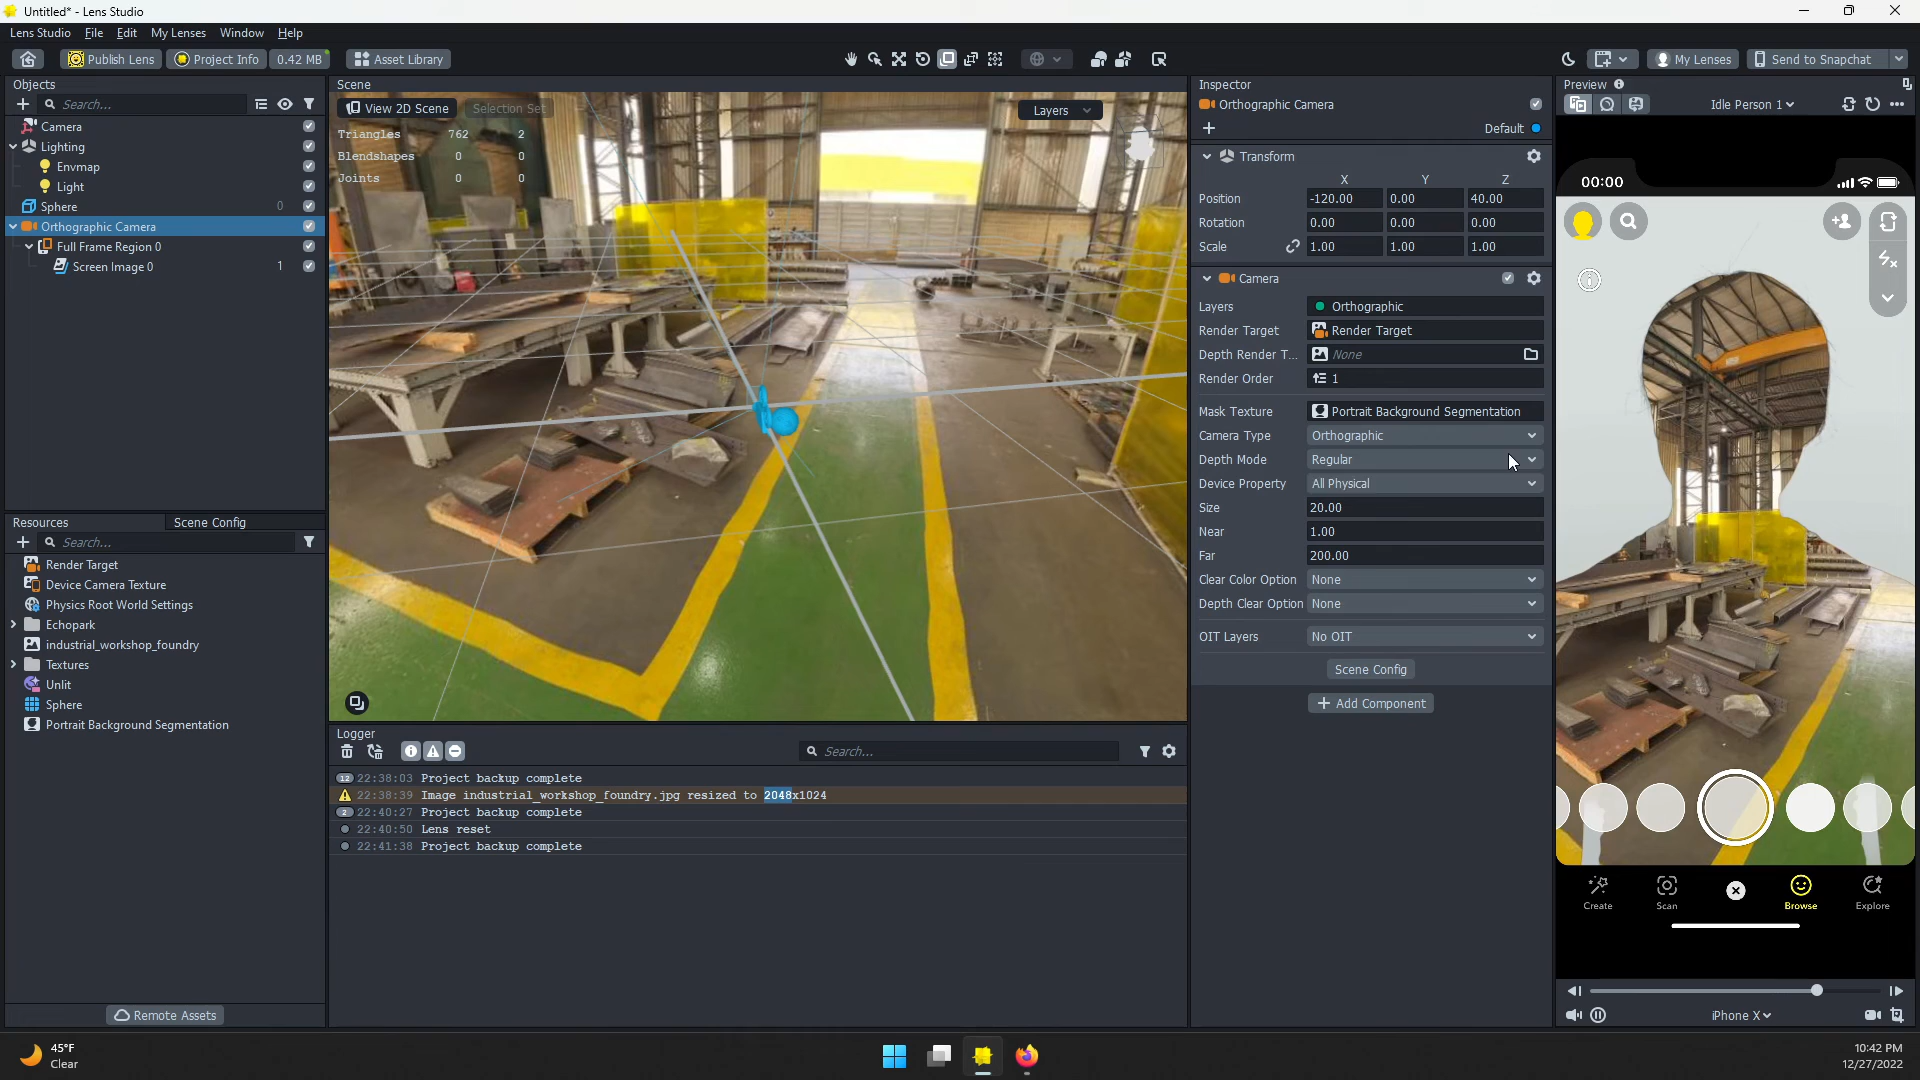 Untitled* - Lens Studio
Lens Studio File Edit My Lenses Window Help
Publish Lens Project Info 0.42 MB Asset Library My Lenses Send to Snapchat
Objects
Search...
Camera
Lighting
Envmap
Light
Sphere 0
Orthographic Camera
Full Frame Region 0
Screen Image 0 1
Resources Scene Config
Search...
Render Target
Device Camera Texture
Physics Root World Settings
Echopark
industrial_workshop_foundry
Textures
Unlit
Sphere
Portrait Background Segmentation
Remote Assets
Scene
View 2D Scene Selection Set Layers
Triangles 762 2
Blendshapes 0 0
Joints 0 0
Logger
Search...
12 22:38:03 Project backup complete
22:38:39 Image industrial_workshop_foundry.jpg resized to 2048x1024
2 22:40:27 Project backup complete
22:40:50 Lens reset
22:41:38 Project backup complete
Inspector
Orthographic Camera
Default
Transform
X Y Z
Position -120.00 0.00 40.00
Rotation 0.00 0.00 0.00
Scale 1.00 1.00 1.00
Camera
Layers Orthographic
Render Target Render Target
Depth Render T... None
Render Order 1
Mask Texture Portrait Background Segmentation
Camera Type Orthographic
Depth Mode Regular
Device Property All Physical
Size 20.00
Near 1.00
Far 200.00
Clear Color Option None
Depth Clear Option None
OIT Layers No OIT
Scene Config
Add Component
Preview
Idle Person 1
00:00
Create Scan Browse Explore
iPhone X
45°F
Clear
10:42 PM
12/27/2022